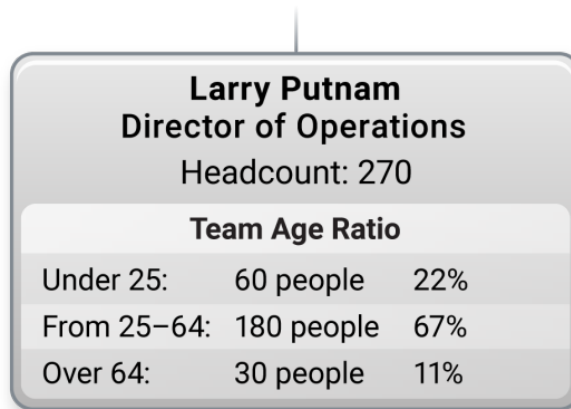 Larry Putnam
Director of Operations
Headcount: 270
Team Age Ratio
Under 25: 60 people 22%
From 25–64: 180 people 67%
Over 64: 30 people 11%